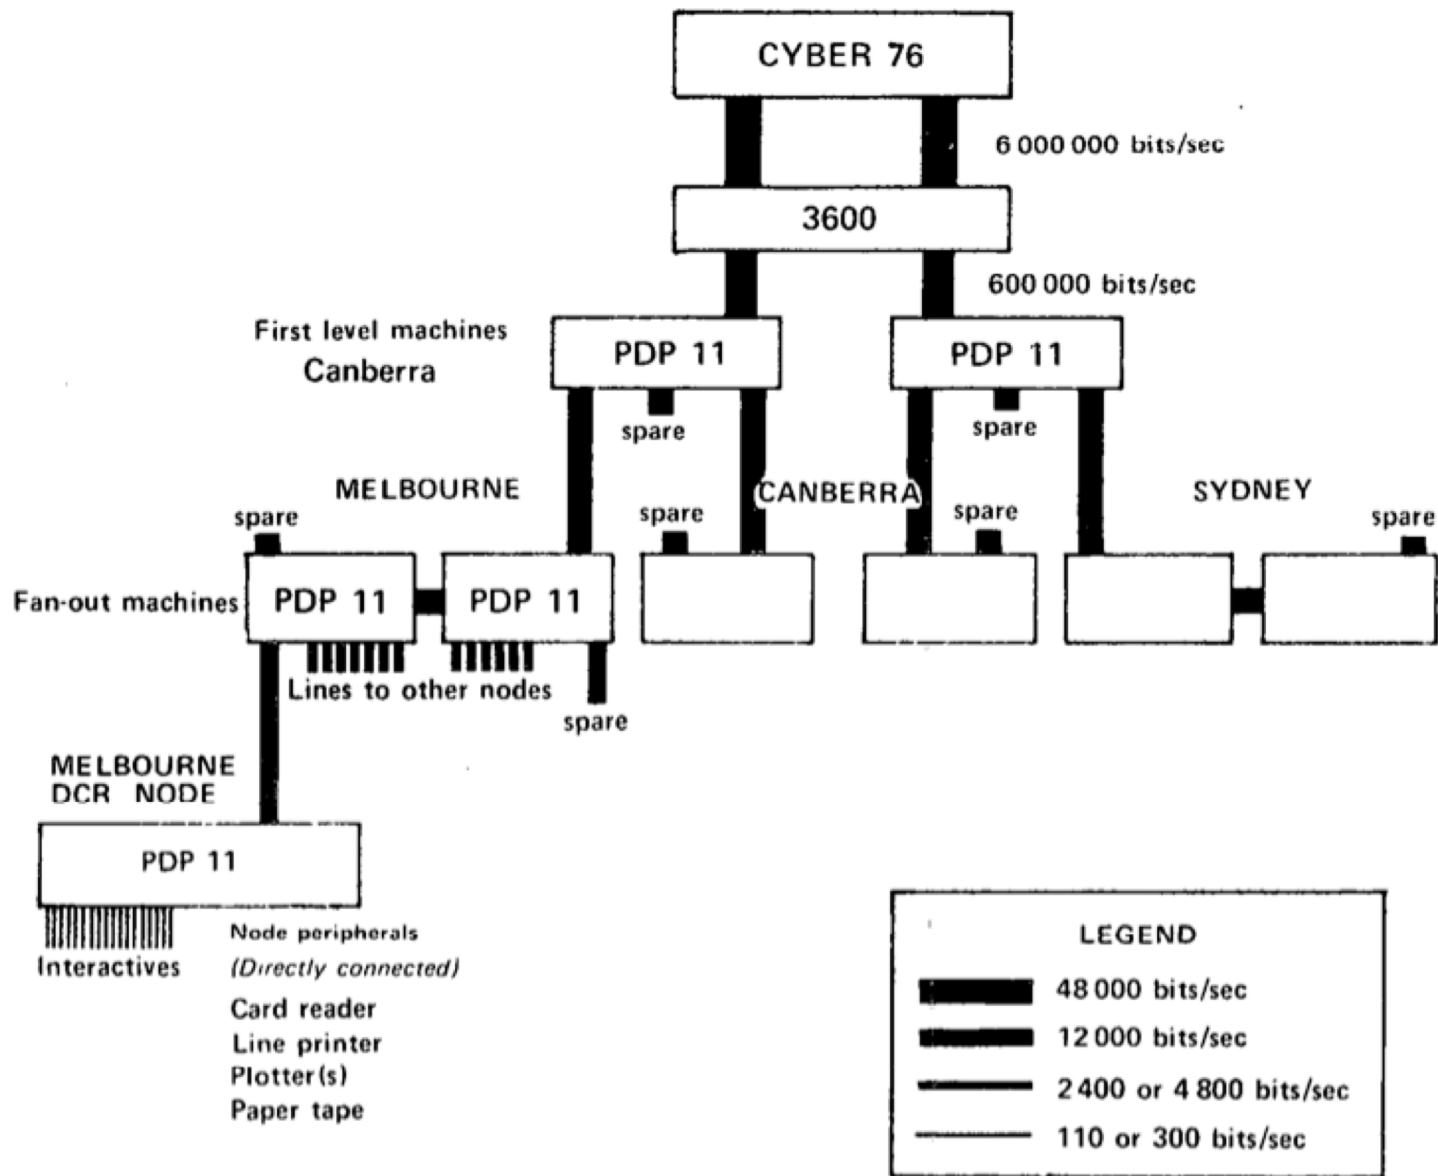 CYBER 76
6 000 000 bits/sec
3600
600 000 bits/sec
First level machines
Canberra
PDP 11
PDP 11
spare
spare
MELBOURNE
CANBERRA
SYDNEY
spare
spare
spare
spare
Fan-out machines
PDP 11
PDP 11
Lines to other nodes
spare
MELBOURNE
DCR NODE
PDP 11
Interactives
Node peripherals
(Directly connected)
Card reader
Line printer
Plotter(s)
Paper tape
LEGEND
48 000 bits/sec
12 000 bits/sec
2 400 or 4 800 bits/sec
110 or 300 bits/sec